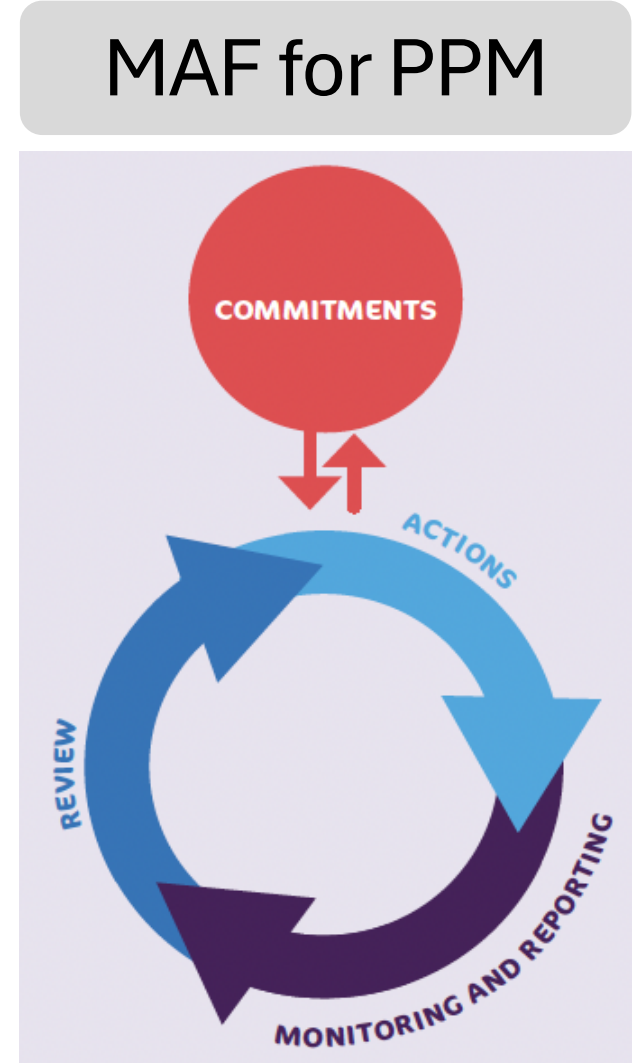 MAF for PPM
COMMITMENTS
ACTIONS
REVIEW
MONITORING AND REPORTING